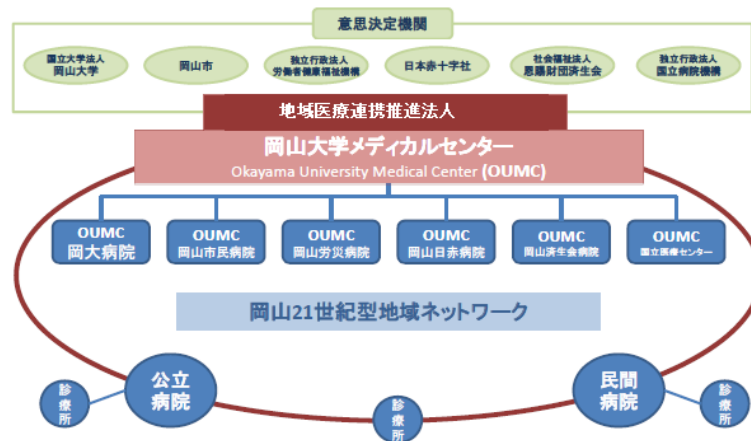 意思決定機関
国立大学法人
岡山大学
岡山市
独立行政法人
労働者健康福祉機構
日本赤十字社
社会福祉法人
恩賜財団済生会
独立行政法人
国立病院機構
地域医療連携推進法人
岡山大学メディカルセンター
Okayama University Medical Center (OUMC)
OUMC
岡大病院
OUMC
岡山市民病院
OUMC
岡山労災病院
OUMC
岡山日赤病院
OUMC
岡山済生会病院
OUMC
国立医療センター
岡山21世紀型地域ネットワーク
診療所
公立
病院
診療所
民間
病院
診療所